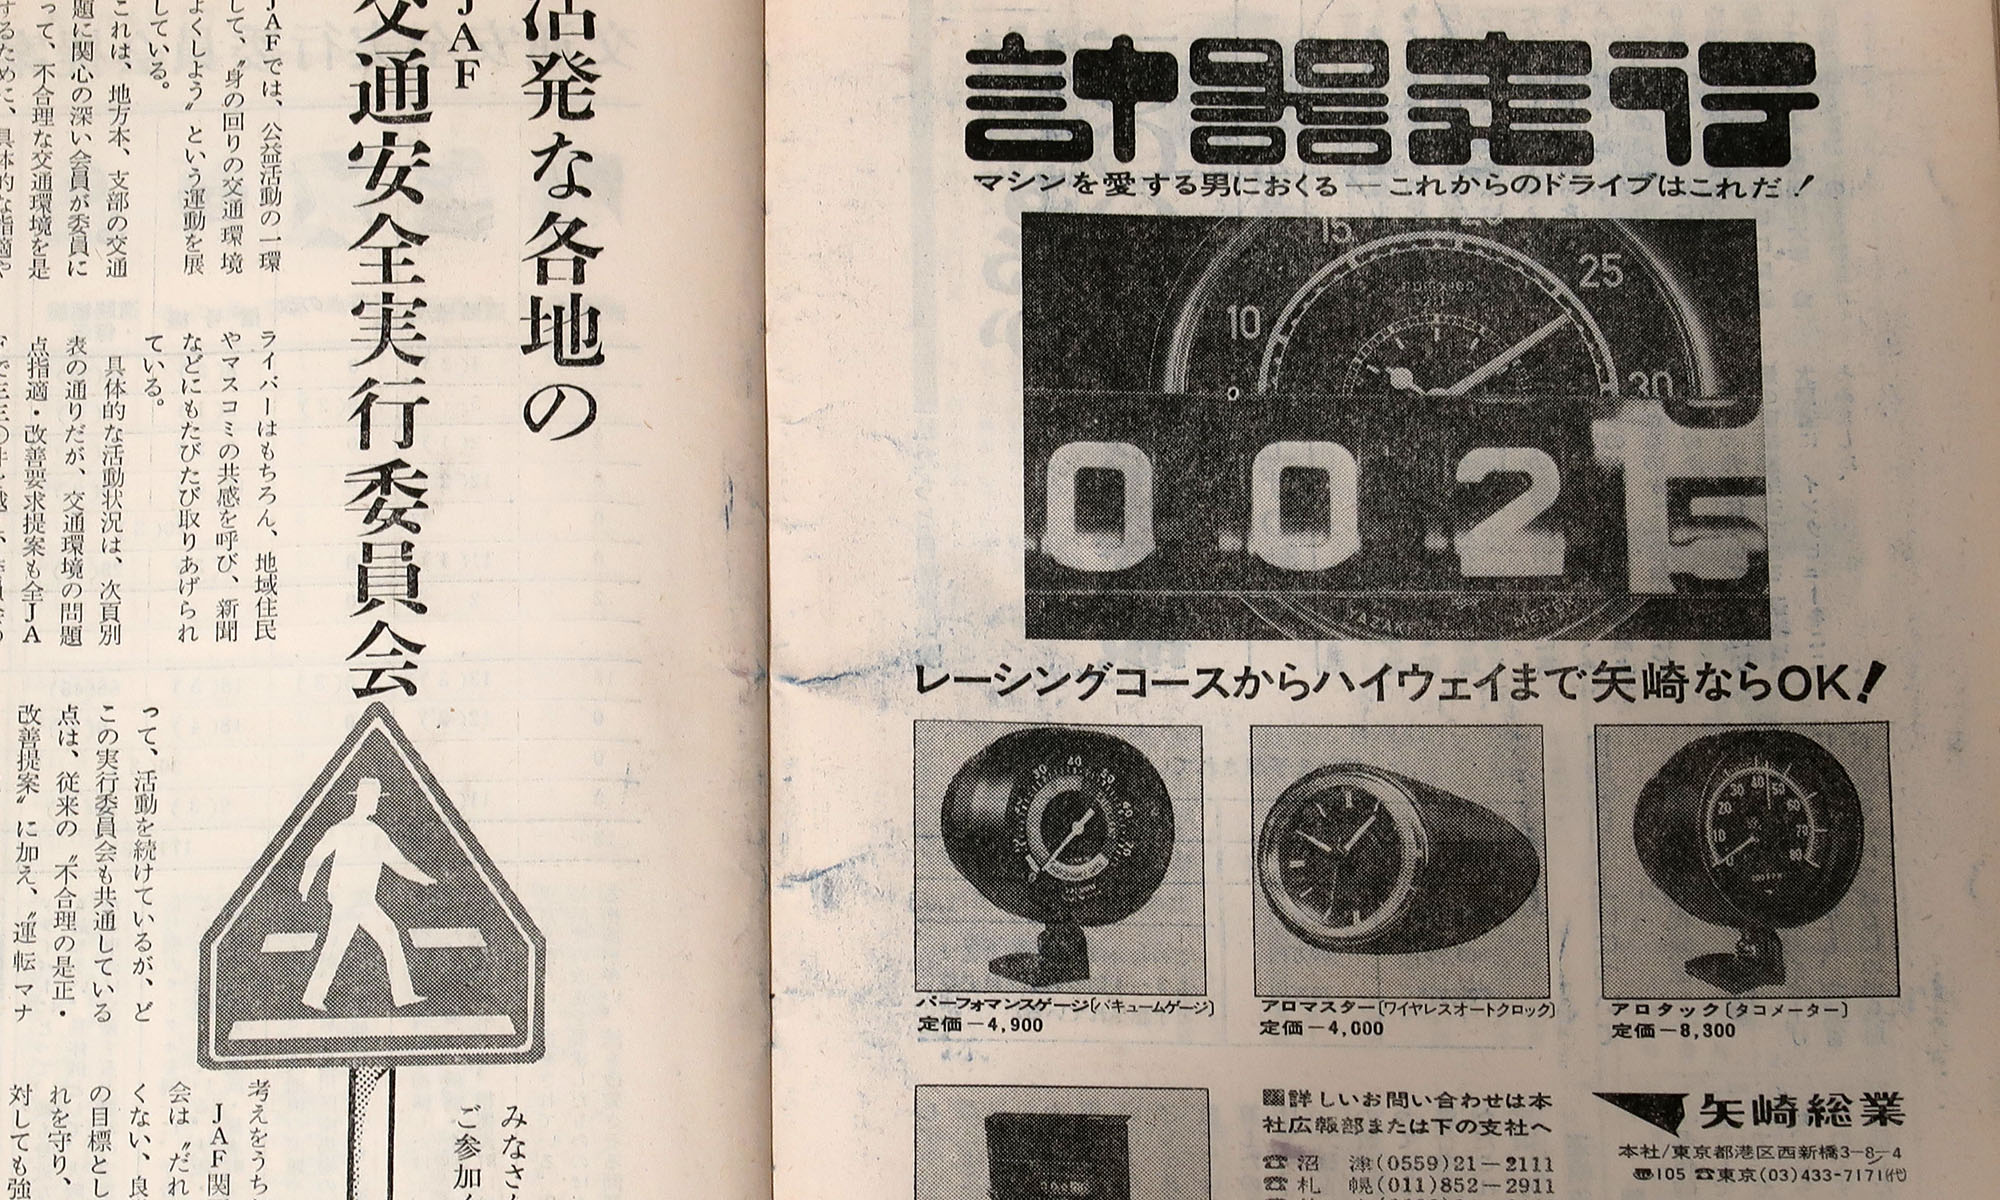 活発な各地の
JAF
交通安全実行委員会
JAFでは、公益活動の一環
して、〝身の回りの交通環境
よくしよう〟という運動を展
している。
これは、地方本、支部の交通
題に関心の深い会員が委員に
って、不合理な交通環境を是
するために、具体的な指摘や
ライバーはもちろん、地域住民
やマスコミの共感を呼び、新聞
などにもたびたび取りあげられ
ている。
具体的な活動状況は、次頁別
表の通りだが、交通環境の問題
点指適・改善要求提案も全JA
って、活動を続けているが、ど
この実行委員会も共通している
点は、従来の〝不合理の是正・
改善提案〟に加え、〝運転マナ
考えをうち
JAF関
会は〝だれ
くない、良
の目標とし
れを守り、
対しても強
みなさ
ご参加
計器走行
マシンを愛する男におくる―これからのドライブはこれだ!
15
10
25
30
0 0 2
YAZAKI METER
レーシングコースからハイウェイまで矢崎ならOK!
30 40 50 60 70
0 10 20 30 40 50 60 70 80
パーフォマンスゲージ〔バキュームゲージ〕
定価―4,900
アロマスター〔ワイヤレスオートクロック〕
定価―4,000
アロタック〔タコメーター〕
定価―8,300
詳しいお問い合わせは本
社広報部または下の支社へ
☎沼 津(0559)21―2111
☎札 幌(011)852―2911
矢崎総業
本社/東京都港区西新橋3―8―4
〠105 ☎東京(03)433-7171㈹